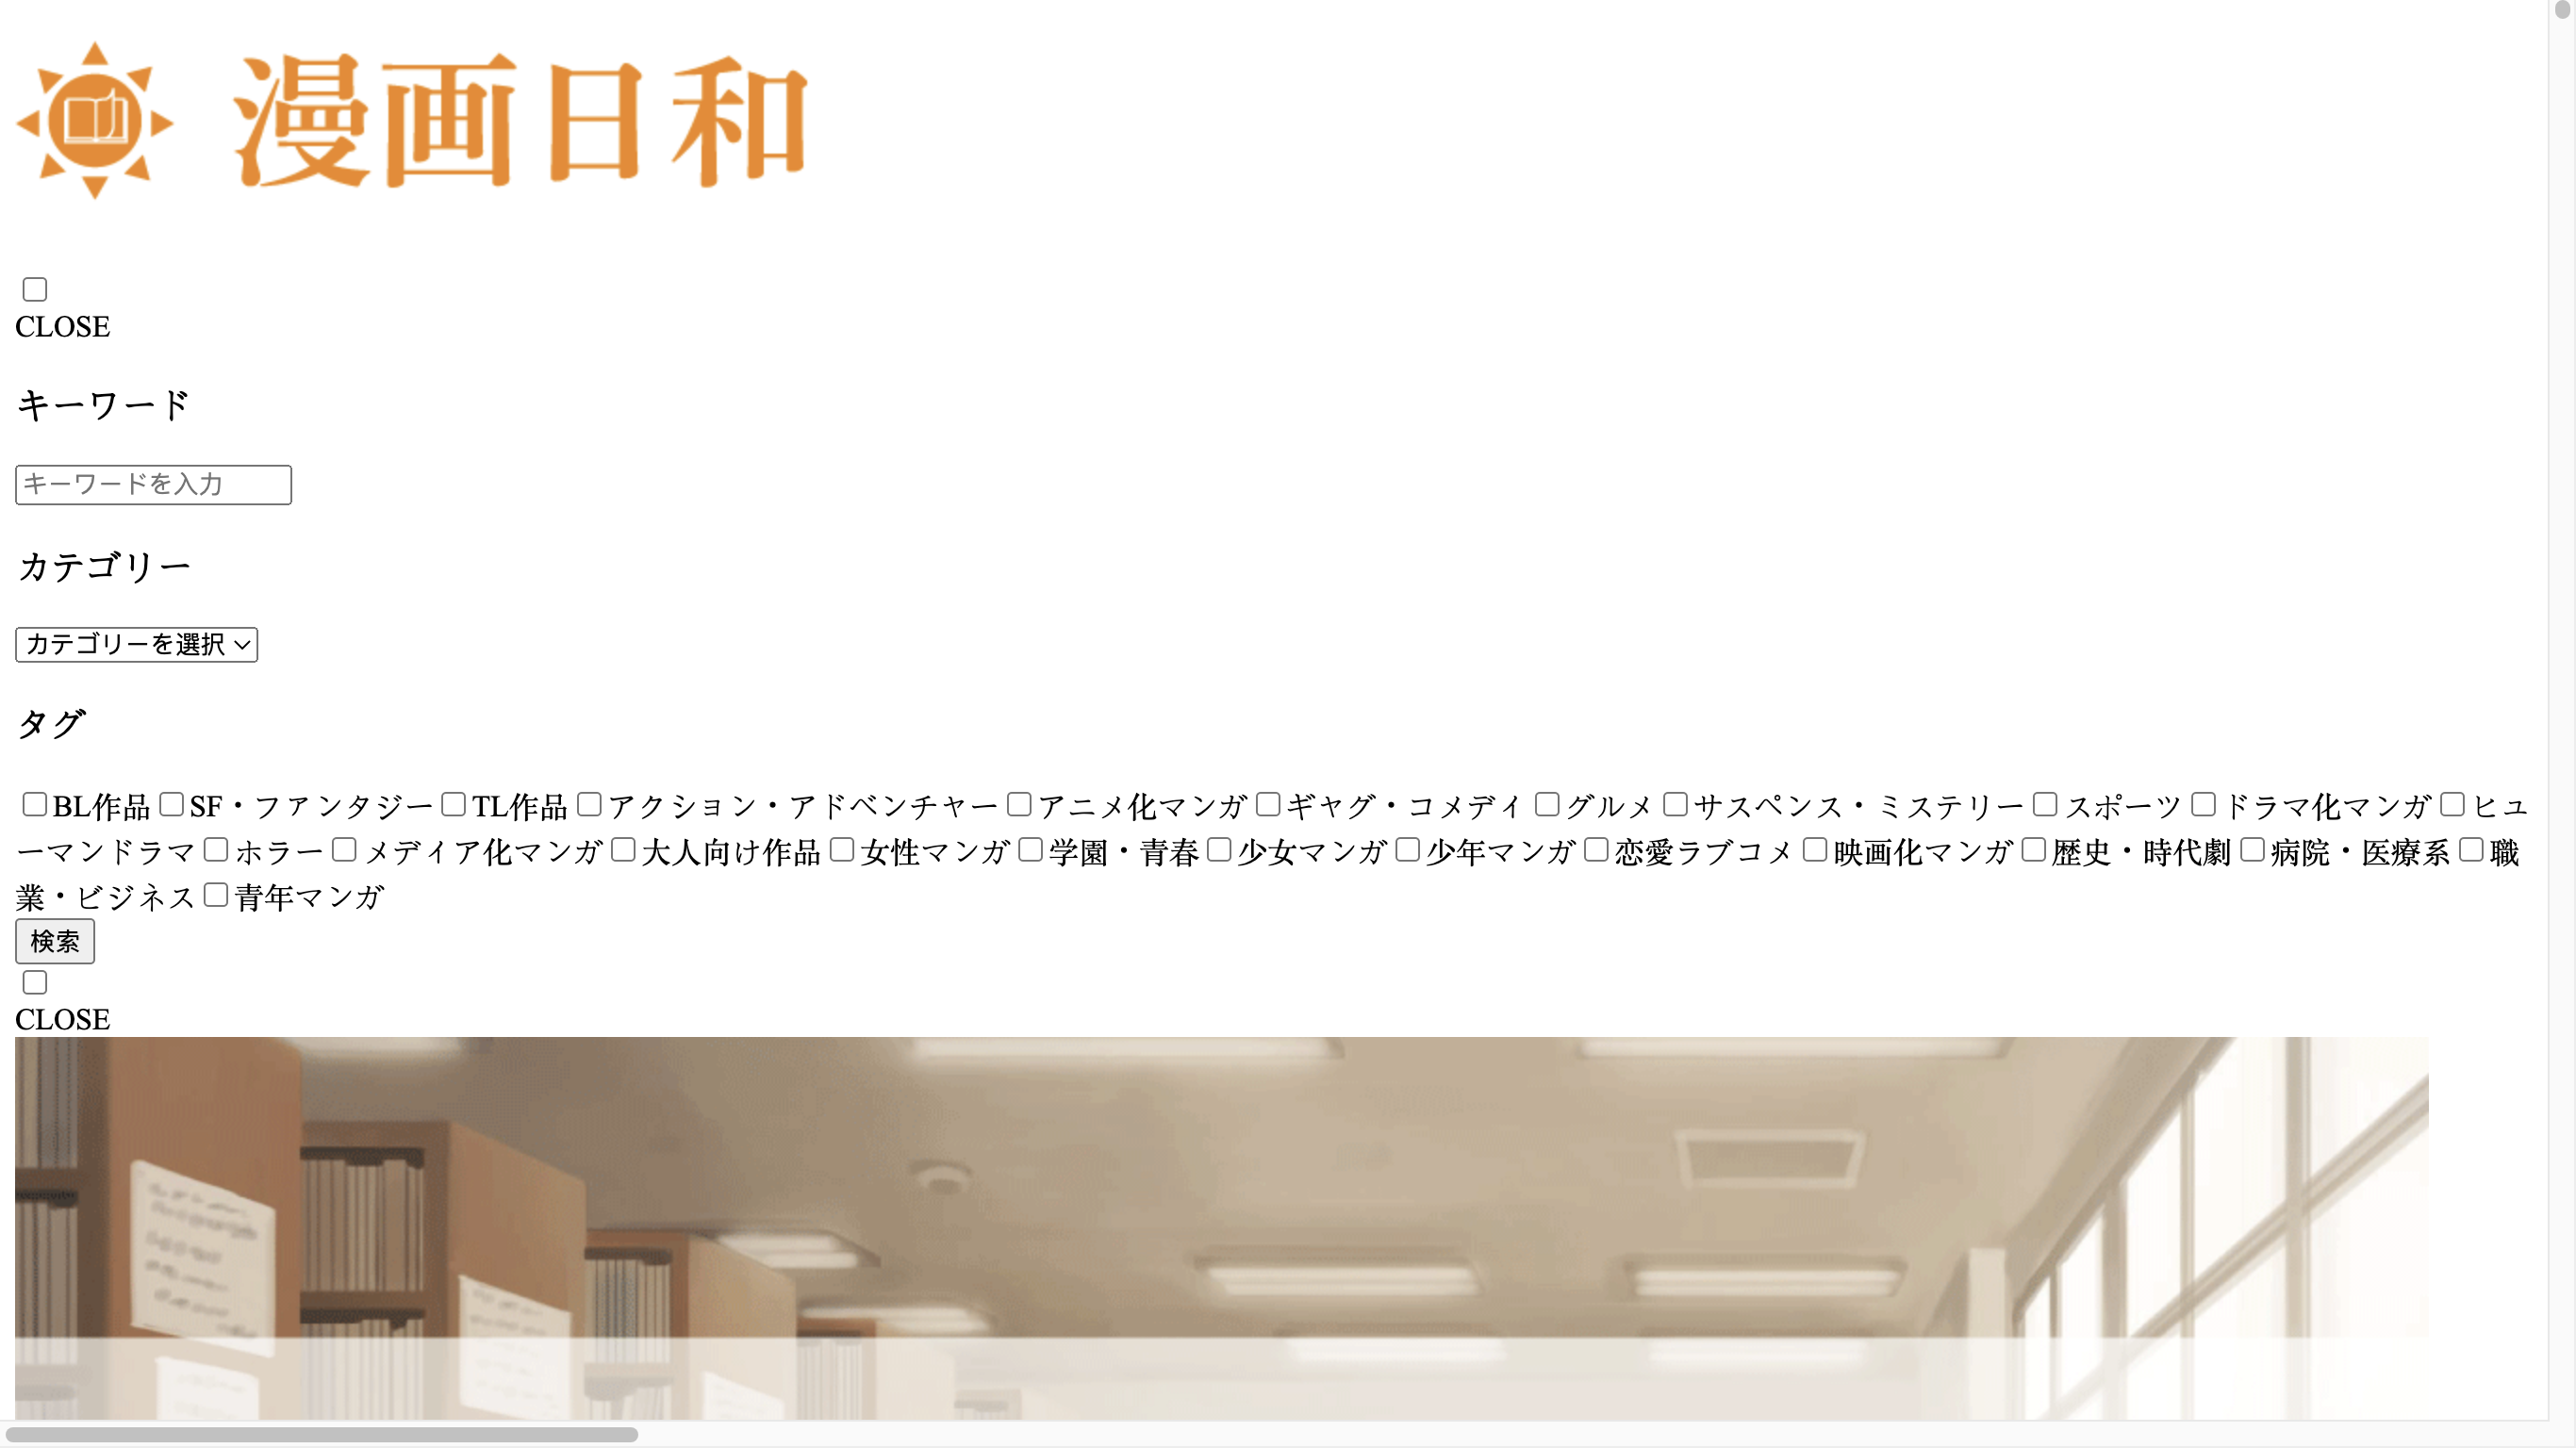 漫画日和
CLOSE
キーワード
キーワードを入力
カテゴリー
カテゴリーを選択
タグ
BL作品 SF・ファンタジー TL作品 アクション・アドベンチャー アニメ化マンガ ギャグ・コメディ グルメ サスペンス・ミステリー スポーツ ドラマ化マンガ ヒュ
ーマンドラマ ホラー メディア化マンガ 大人向け作品 女性マンガ 学園・青春 少女マンガ 少年マンガ 恋愛ラブコメ 映画化マンガ 歴史・時代劇 病院・医療系 職
業・ビジネス 青年マンガ
検索
CLOSE